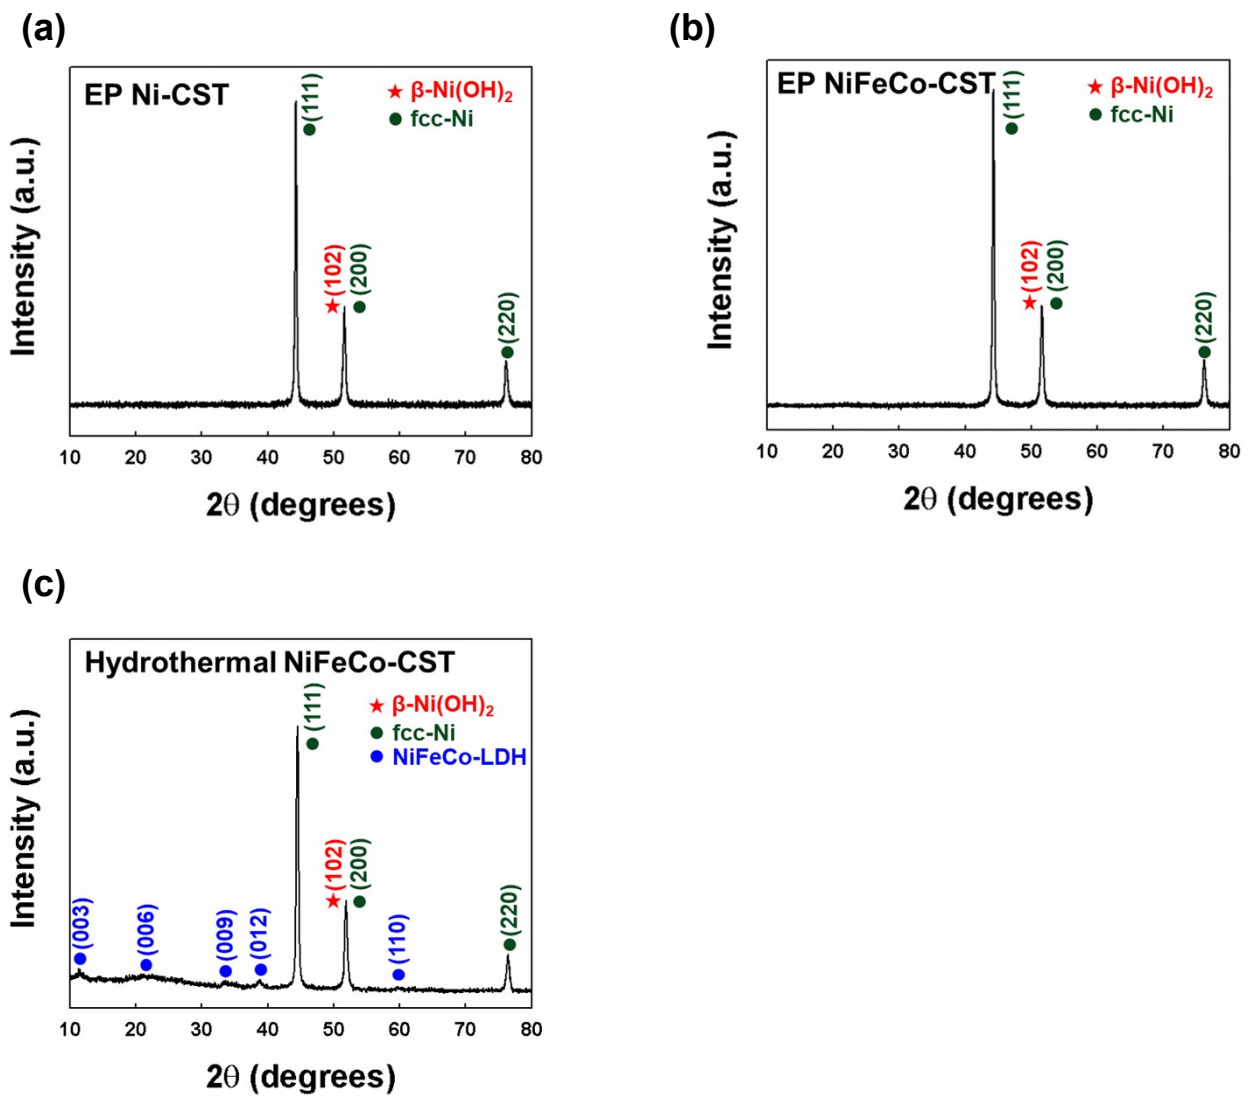 (a)
EP Ni-CST
★ β-Ni(OH)₂
● fcc-Ni
(111)
(102)
(200)
(220)
Intensity (a.u.)
10 20 30 40 50 60 70 80
2θ (degrees)
(b)
EP NiFeCo-CST
★ β-Ni(OH)₂
● fcc-Ni
(111)
(102)
(200)
(220)
Intensity (a.u.)
10 20 30 40 50 60 70 80
2θ (degrees)
(c)
Hydrothermal NiFeCo-CST
★ β-Ni(OH)₂
● fcc-Ni
● NiFeCo-LDH
(003)
(006)
(009)
(012)
(111)
(102)
(200)
(110)
(220)
Intensity (a.u.)
10 20 30 40 50 60 70 80
2θ (degrees)